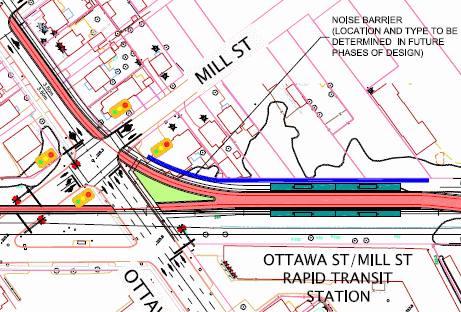 NOISE BARRIER
(LOCATION AND TYPE TO BE
DETERMINED IN FUTURE
PHASES OF DESIGN)
MILL ST
OTTAWA ST/MILL ST
RAPID TRANSIT
STATION
OTTA